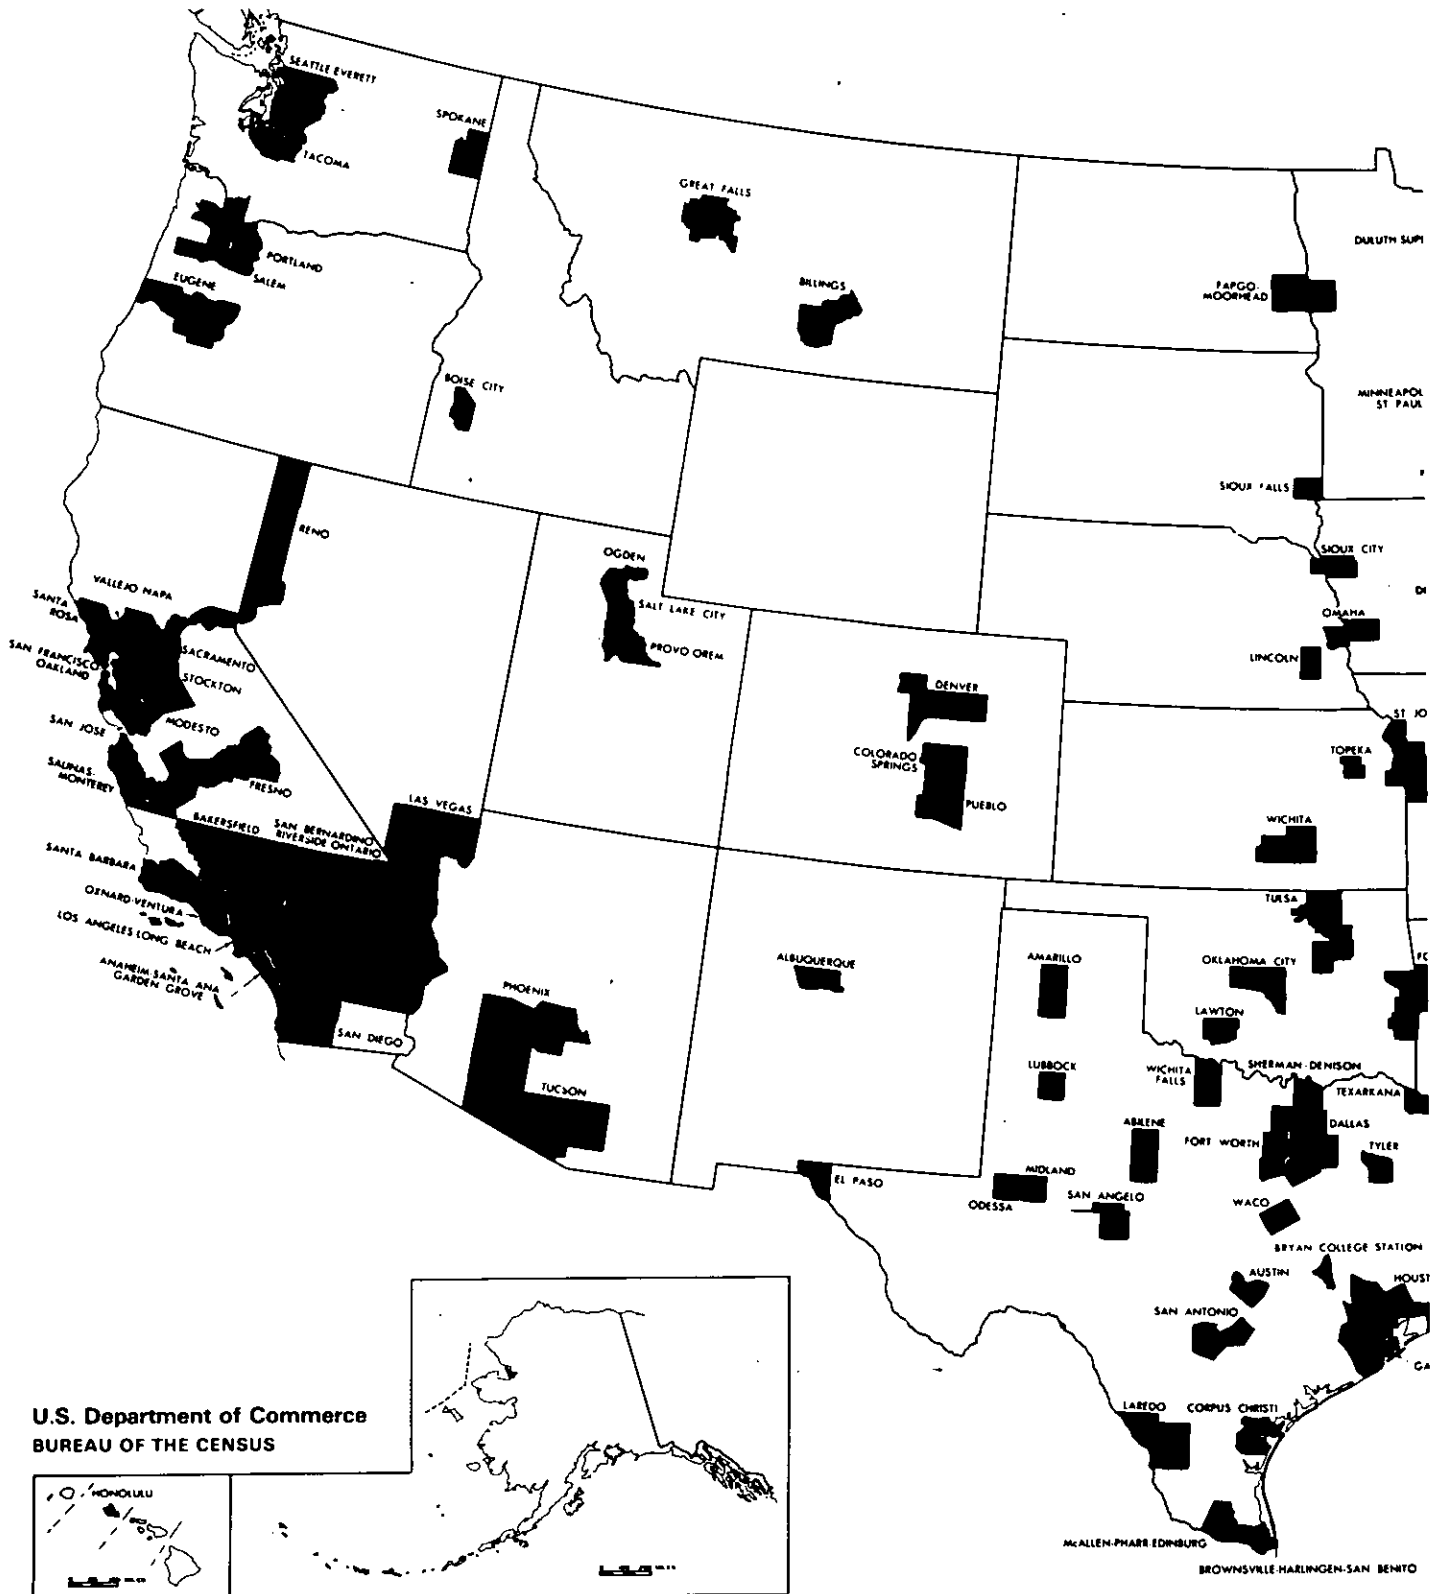 SEATTLE EVERETT
SPOKANE
TACOMA
GREAT FALLS
PORTLAND
SALEM
EUGENE
BILLINGS
DULUTH SUPE
FARGO-
MOORHEAD
BOISE CITY
MINNEAPOL
ST PAUL
SIOUX FALLS
RENO
SIOUX CITY
OGDEN
VALLEJO NAPA
SANTA
ROSA
SALT LAKE CITY
OMAHA
SAN FRANCISCO
OAKLAND
SACRAMENTO
PROVO OREM
STOCKTON
LINCOLN
DENVER
SAN JOSE
MODESTO
ST JO
COLORADO
SPRINGS
TOPEKA
SALINAS-
MONTEREY
FRESNO
LAS VEGAS
PUEBLO
BAKERSFIELD
SAN BERNARDINO
RIVERSIDE ONTARIO
WICHITA
SANTA BARBARA
OXNARD-VENTURA
TULSA
LOS ANGELES LONG BEACH
ANAHEIM-SANTA ANA
GARDEN GROVE
ALBUQUERQUE
AMARILLO
OKLAHOMA CITY
PHOENIX
LAWTON
SAN DIEGO
LUBBOCK
WICHITA
FALLS
SHERMAN-DENISON
TEXARKANA
TUCSON
ABILENE
DALLAS
FORT WORTH
TYLER
EL PASO
MIDLAND
SAN ANGELO
ODESSA
WACO
BRYAN COLLEGE STATION
AUSTIN
HOUST
SAN ANTONIO
GA
LAREDO
CORPUS CHRISTI
McALLEN-PHARR-EDINBURG
BROWNSVILLE-HARLINGEN-SAN BENITO
U.S. Department of Commerce
BUREAU OF THE CENSUS
HONOLULU